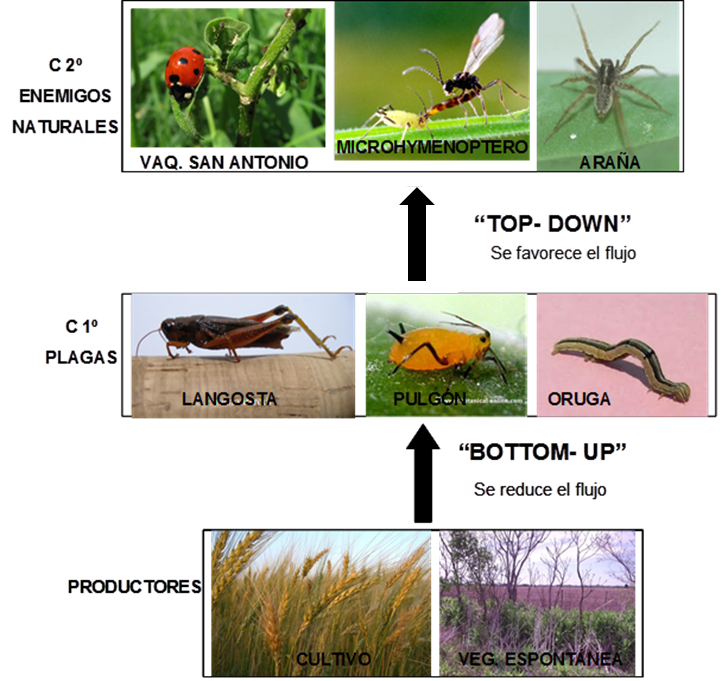 C 2º
ENEMIGOS
NATURALES
VAQ. SAN ANTONIO
MICROHYMENOPTERO
ARAÑA
“TOP- DOWN”
Se favorece el flujo
C 1º
PLAGAS
LANGOSTA
PULGÓN
ORUGA
“BOTTOM- UP”
Se reduce el flujo
PRODUCTORES
CULTIVO
VEG. ESPONTANEA